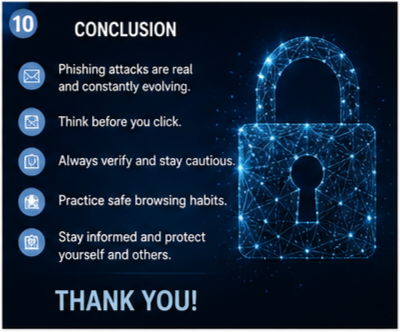 10
CONCLUSION
Phishing attacks are real
and constantly evolving.
Think before you click.
Always verify and stay cautious.
Practice safe browsing habits.
Stay informed and protect
yourself and others.
THANK YOU!